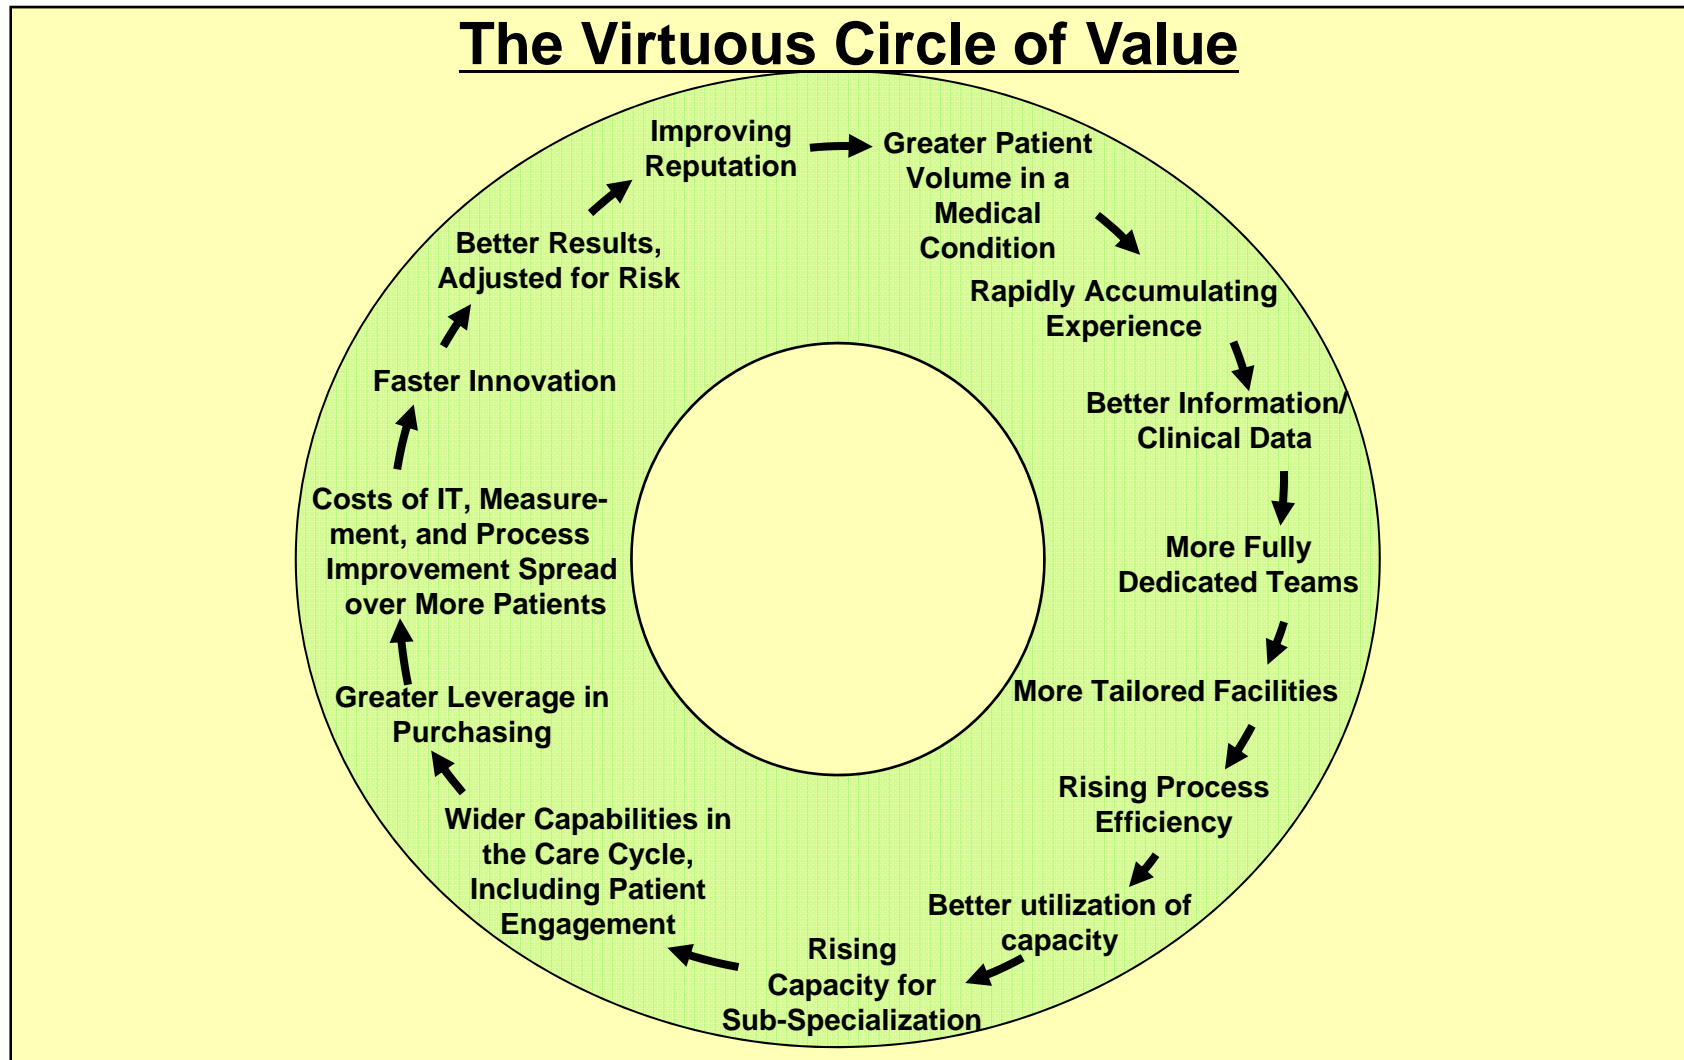 The Virtuous Circle of Value
Improving
Reputation
Greater Patient
Volume in a
Medical
Condition
Rapidly Accumulating
Experience
Better Information/
Clinical Data
More Fully
Dedicated Teams
More Tailored Facilities
Rising Process
Efficiency
Better utilization of
capacity
Rising
Capacity for
Sub-Specialization
Wider Capabilities in
the Care Cycle,
Including Patient
Engagement
Greater Leverage in
Purchasing
Costs of IT, Measure-
ment, and Process
Improvement Spread
over More Patients
Faster Innovation
Better Results,
Adjusted for Risk